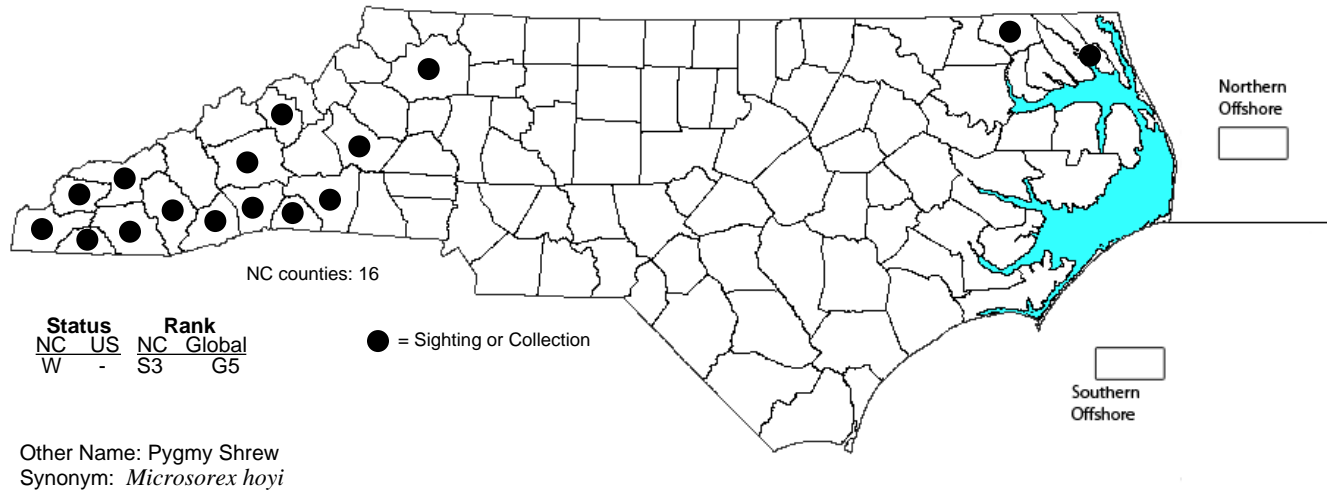 Northern
Offshore
NC counties: 16
Status Rank
NC US NC Global
W - S3 G5
= Sighting or Collection
Southern
Offshore
Other Name: Pygmy Shrew
Synonym: Microsorex hoyi